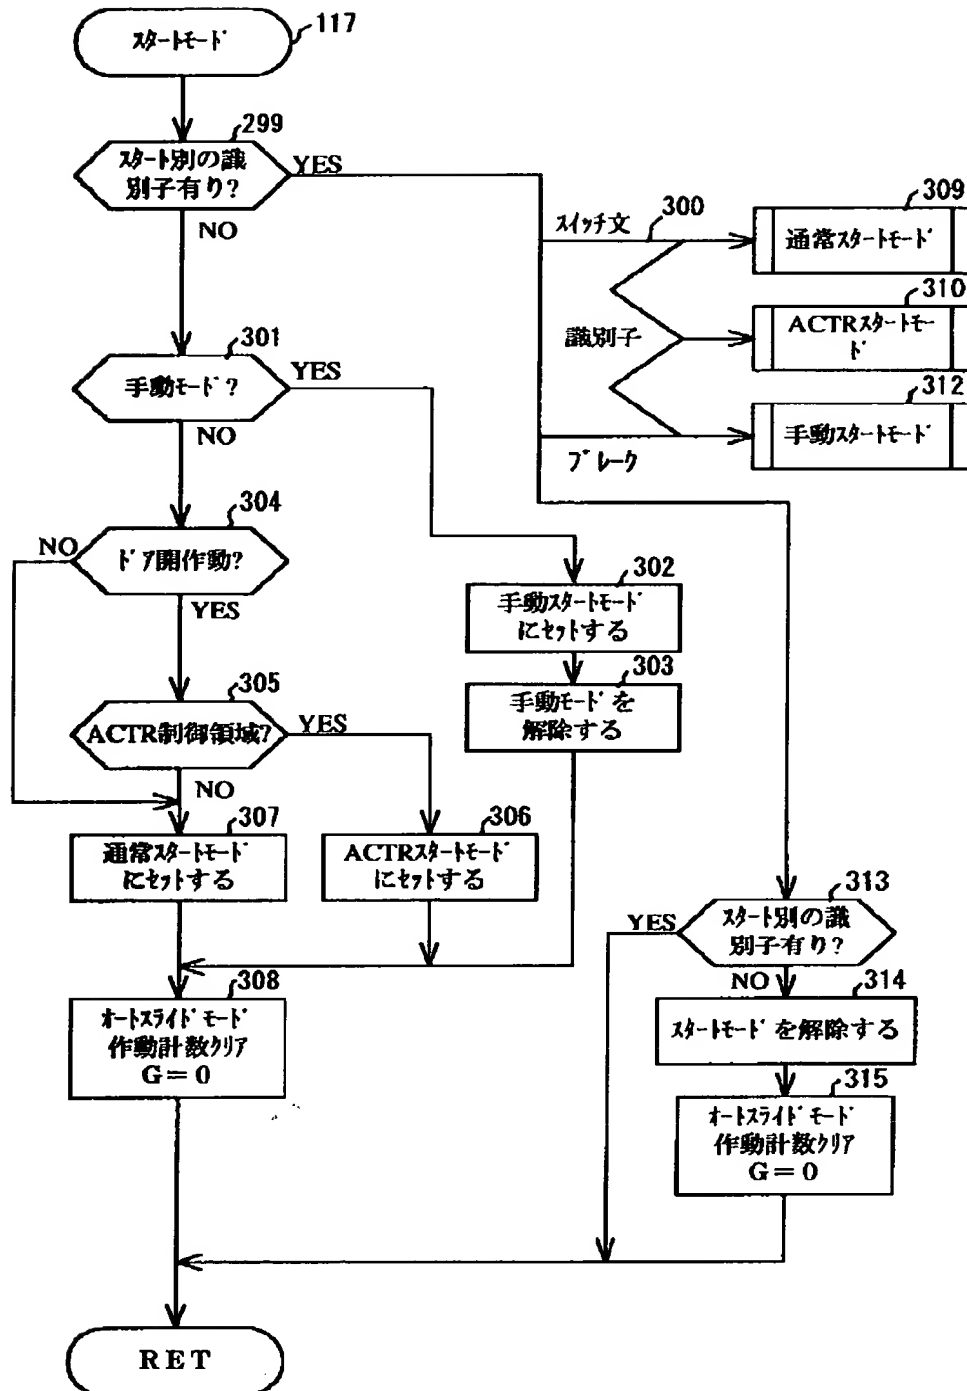 ｽﾀｰﾄﾓｰﾄﾞ
117
299
ｽﾀｰﾄ別の識
別子有り?
YES
NO
ｽｲｯﾁ文
300
309
通常ｽﾀｰﾄﾓｰﾄﾞ
310
識別子
ACTRｽﾀｰﾄﾓｰ
ﾄﾞ
312
手動ｽﾀｰﾄﾓｰﾄﾞ
ﾌﾞﾚｰｸ
301
手動ﾓｰﾄﾞ?
YES
NO
304
NO
ﾄﾞｱ開作動?
YES
302
手動ｽﾀｰﾄﾓｰﾄﾞ
にｾｯﾄする
303
手動ﾓｰﾄﾞを
解除する
305
ACTR制御領域?
YES
NO
307
通常ｽﾀｰﾄﾓｰﾄﾞ
にｾｯﾄする
306
ACTRｽﾀｰﾄﾓｰﾄﾞ
にｾｯﾄする
313
ｽﾀｰﾄ別の識
別子有り?
YES
NO
314
ｽﾀｰﾄﾓｰﾄﾞを解除する
308
ｵｰﾄｽﾗｲﾄﾞﾓｰﾄﾞ
作動計数ｸﾘｱ
G=0
315
ｵｰﾄｽﾗｲﾄﾞﾓｰﾄﾞ
作動計数ｸﾘｱ
G=0
RET